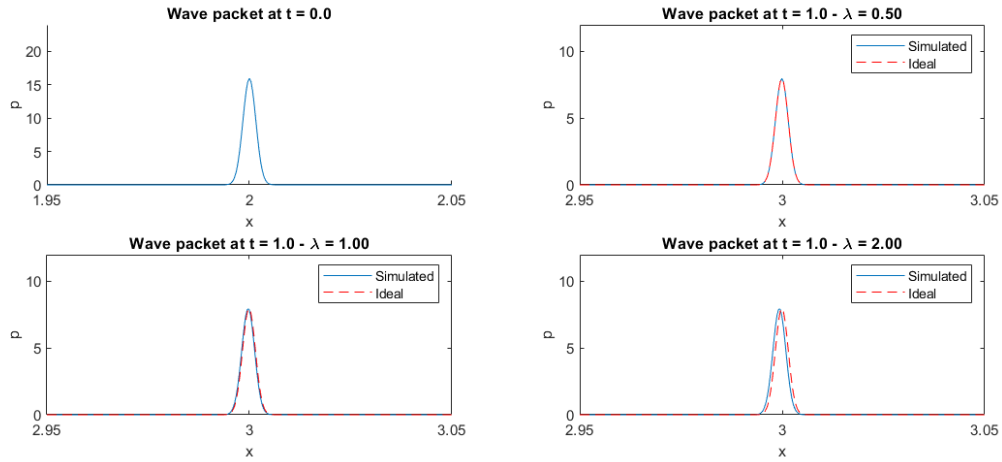 Wave packet at t = 0.0
20
15
10
5
0
p
1.95
2
2.05
x
Wave packet at t = 1.0 - λ = 0.50
Simulated
Ideal
10
5
0
p
2.95
3
3.05
x
Wave packet at t = 1.0 - λ = 1.00
Simulated
Ideal
10
5
0
p
2.95
3
3.05
x
Wave packet at t = 1.0 - λ = 2.00
Simulated
Ideal
10
5
0
p
2.95
3
3.05
x